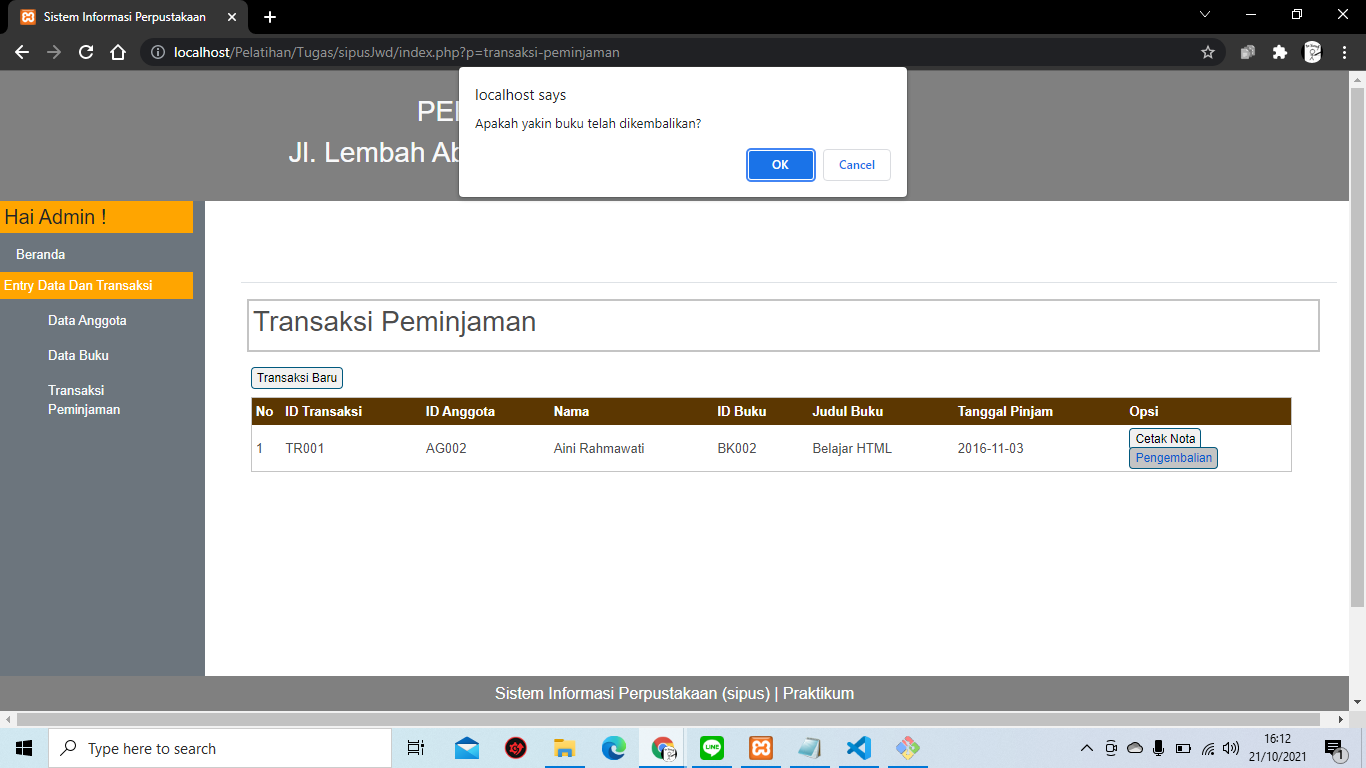 Sistem Informasi Perpustakaan
localhost/Pelatihan/Tugas/sipusJwd/index.php?p=transaksi-peminjaman
localhost says
Apakah yakin buku telah dikembalikan?
OK
Cancel
Jl. Lembah
Hai Admin !
Beranda
Entry Data Dan Transaksi
Data Anggota
Data Buku
Transaksi
Peminjaman
Transaksi Peminjaman
Transaksi Baru
No ID Transaksi ID Anggota Nama ID Buku Judul Buku Tanggal Pinjam Opsi
1 TR001 AG002 Aini Rahmawati BK002 Belajar HTML 2016-11-03 Cetak Nota
Pengembalian
Sistem Informasi Perpustakaan (sipus) | Praktikum
Type here to search
LINE
16:12
21/10/2021
1